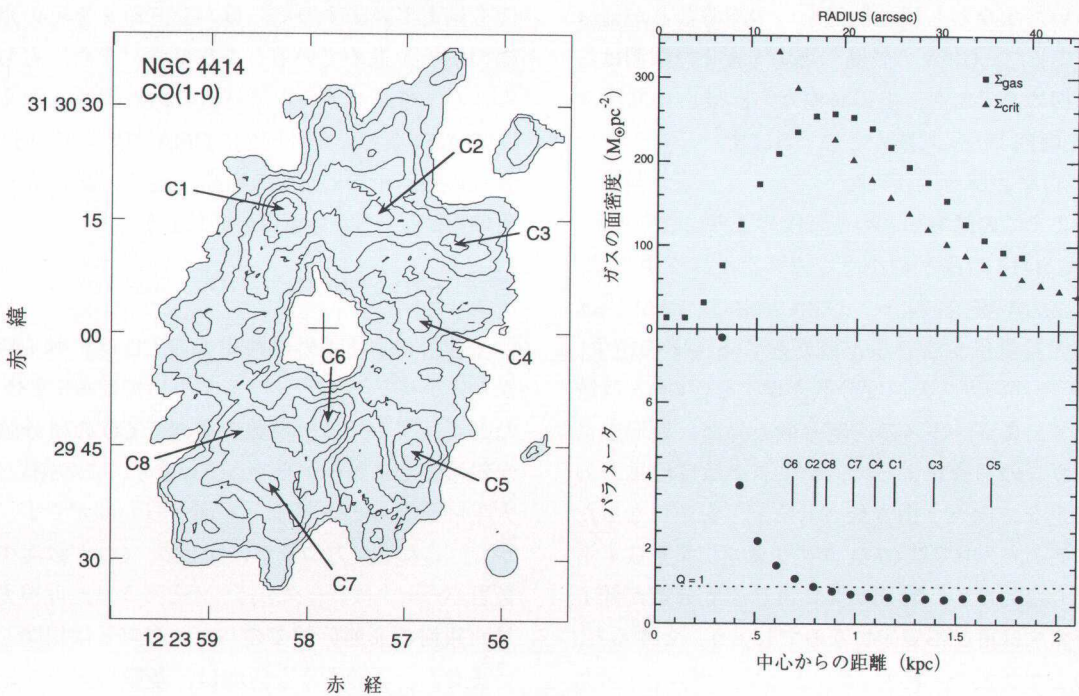 NGC 4414
CO(1-0)
31 30 30
15
00
29 45
30
赤緯
C1
C2
C3
C4
C6
C8
C5
C7
12 23 59
58
57
56
赤経
RADIUS (arcsec)
0
10
20
30
40
300
200
100
0
ガスの面密度 (M⊙pc⁻²)
■ Σgas
▲ Σcrit
6
4
2
0
パラメータ
C6 C2 C8 C7 C4 C1 C3 C5
Q = 1
0
1.0
1.5
2
中心からの距離 (kpc)